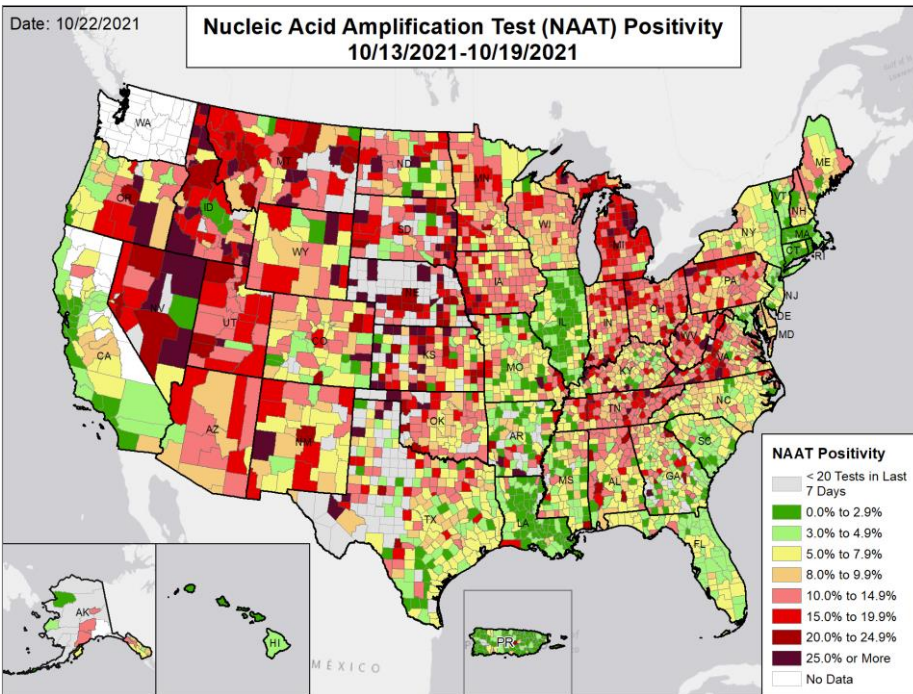 Date: 10/22/2021
Nucleic Acid Amplification Test (NAAT) Positivity
10/13/2021-10/19/2021
WA
MT
ND
MN
ME
OR
ID
WY
SD
WI
MI
VT
NH
NY
MA
CT
RI
NV
UT
CO
NE
IA
IL
IN
OH
PA
NJ
DE
MD
CA
KS
MO
KY
WV
VA
AZ
NM
OK
AR
TN
NC
TX
LA
MS
AL
GA
SC
FL
AK
HI
PR
MÉXICO
NAAT Positivity
< 20 Tests in Last
7 Days
0.0% to 2.9%
3.0% to 4.9%
5.0% to 7.9%
8.0% to 9.9%
10.0% to 14.9%
15.0% to 19.9%
20.0% to 24.9%
25.0% or More
No Data